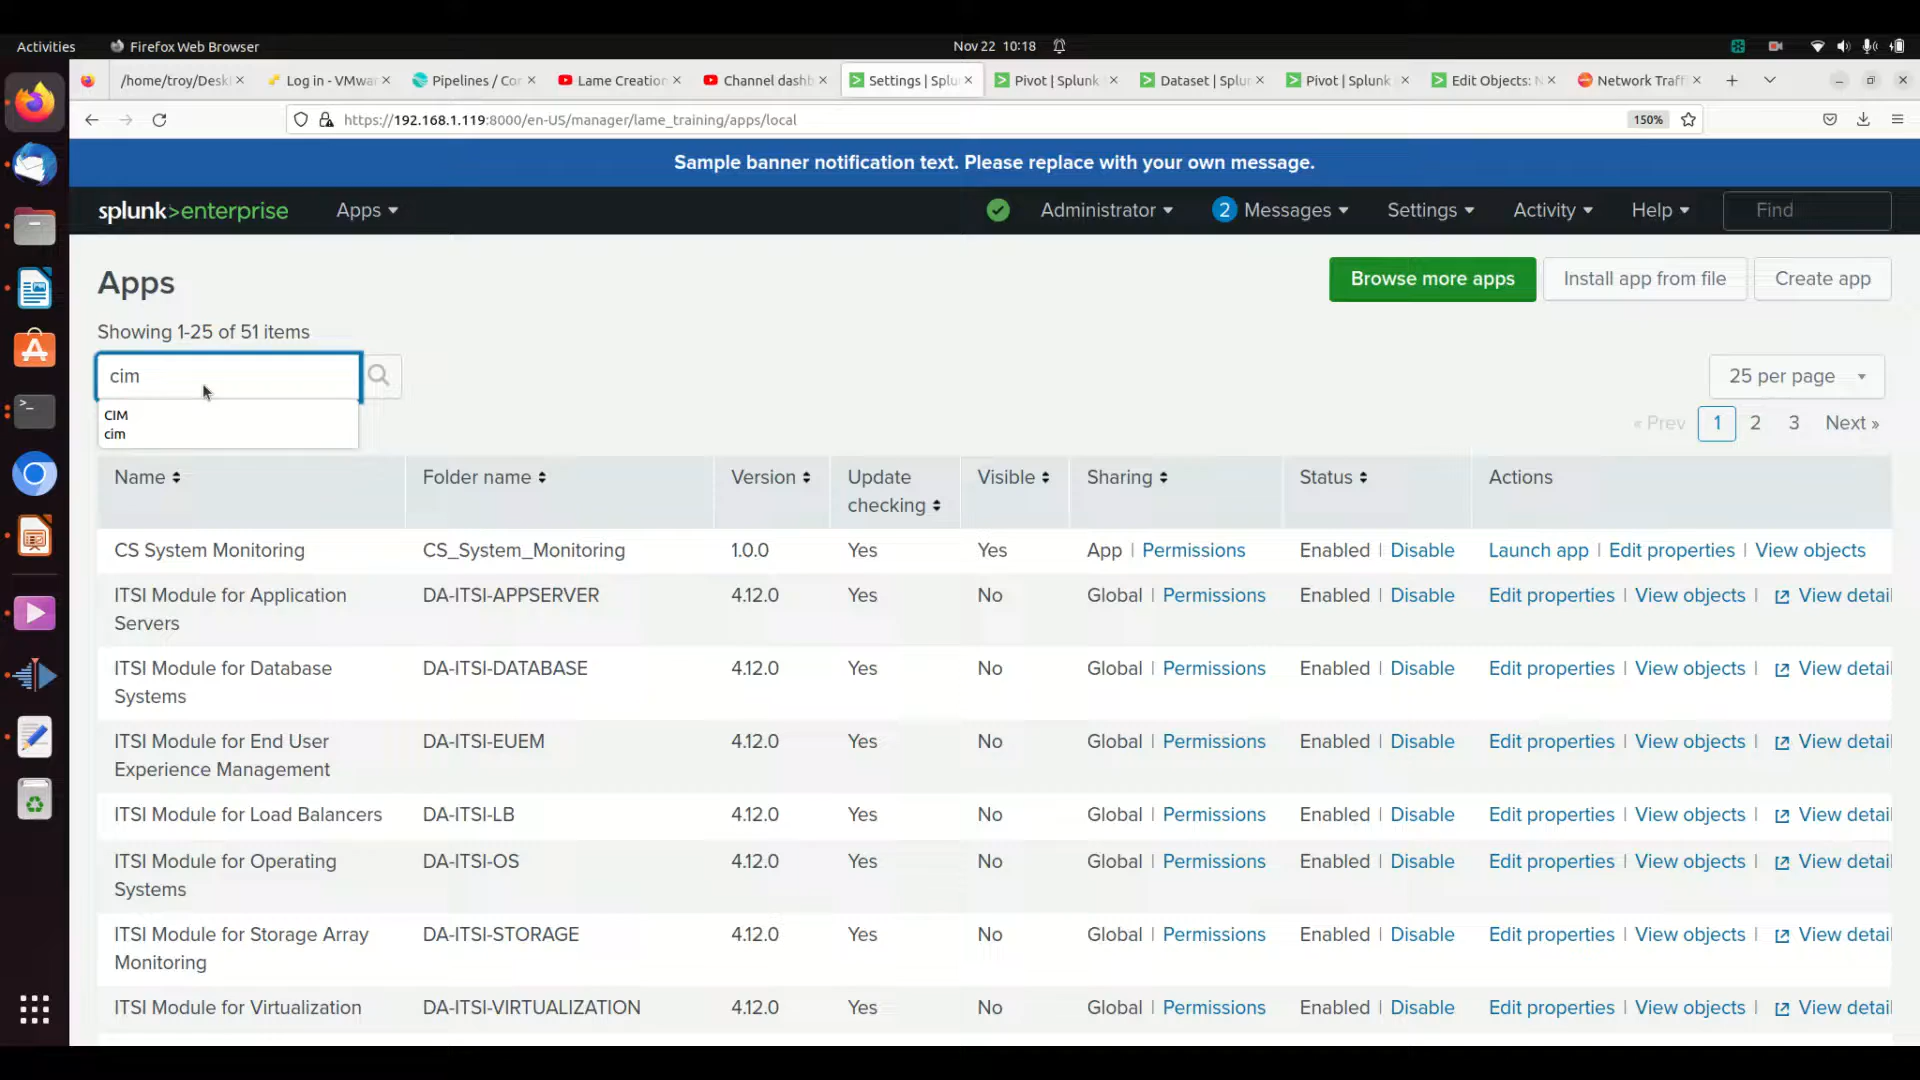 Activities Firefox Web Browser Nov 22 10:18
/home/troy/Desk Log in - VMwar Pipelines / Co Lame Creation Channel dashb Settings | Splu Pivot | Splunk Dataset | Splun Pivot | Splunk Edit Objects: N Network Traff
https://192.168.1.119:8000/en-US/manager/lame_training/apps/local 150%
Sample banner notification text. Please replace with your own message.
splunk>enterprise Apps Administrator 2 Messages Settings Activity Help Find
Apps Browse more apps Install app from file Create app
Showing 1-25 of 51 items
cim 25 per page
CIM
cim
« Prev 1 2 3 Next »
Name Folder name Version Update checking Visible Sharing Status Actions
CS System Monitoring CS_System_Monitoring 1.0.0 Yes Yes App | Permissions Enabled | Disable Launch app | Edit properties | View objects
ITSI Module for Application Servers DA-ITSI-APPSERVER 4.12.0 Yes No Global | Permissions Enabled | Disable Edit properties | View objects | View detail
ITSI Module for Database Systems DA-ITSI-DATABASE 4.12.0 Yes No Global | Permissions Enabled | Disable Edit properties | View objects | View detail
ITSI Module for End User Experience Management DA-ITSI-EUEM 4.12.0 Yes No Global | Permissions Enabled | Disable Edit properties | View objects | View detail
ITSI Module for Load Balancers DA-ITSI-LB 4.12.0 Yes No Global | Permissions Enabled | Disable Edit properties | View objects | View detail
ITSI Module for Operating Systems DA-ITSI-OS 4.12.0 Yes No Global | Permissions Enabled | Disable Edit properties | View objects | View detail
ITSI Module for Storage Array Monitoring DA-ITSI-STORAGE 4.12.0 Yes No Global | Permissions Enabled | Disable Edit properties | View objects | View detail
ITSI Module for Virtualization DA-ITSI-VIRTUALIZATION 4.12.0 Yes No Global | Permissions Enabled | Disable Edit properties | View objects | View detail